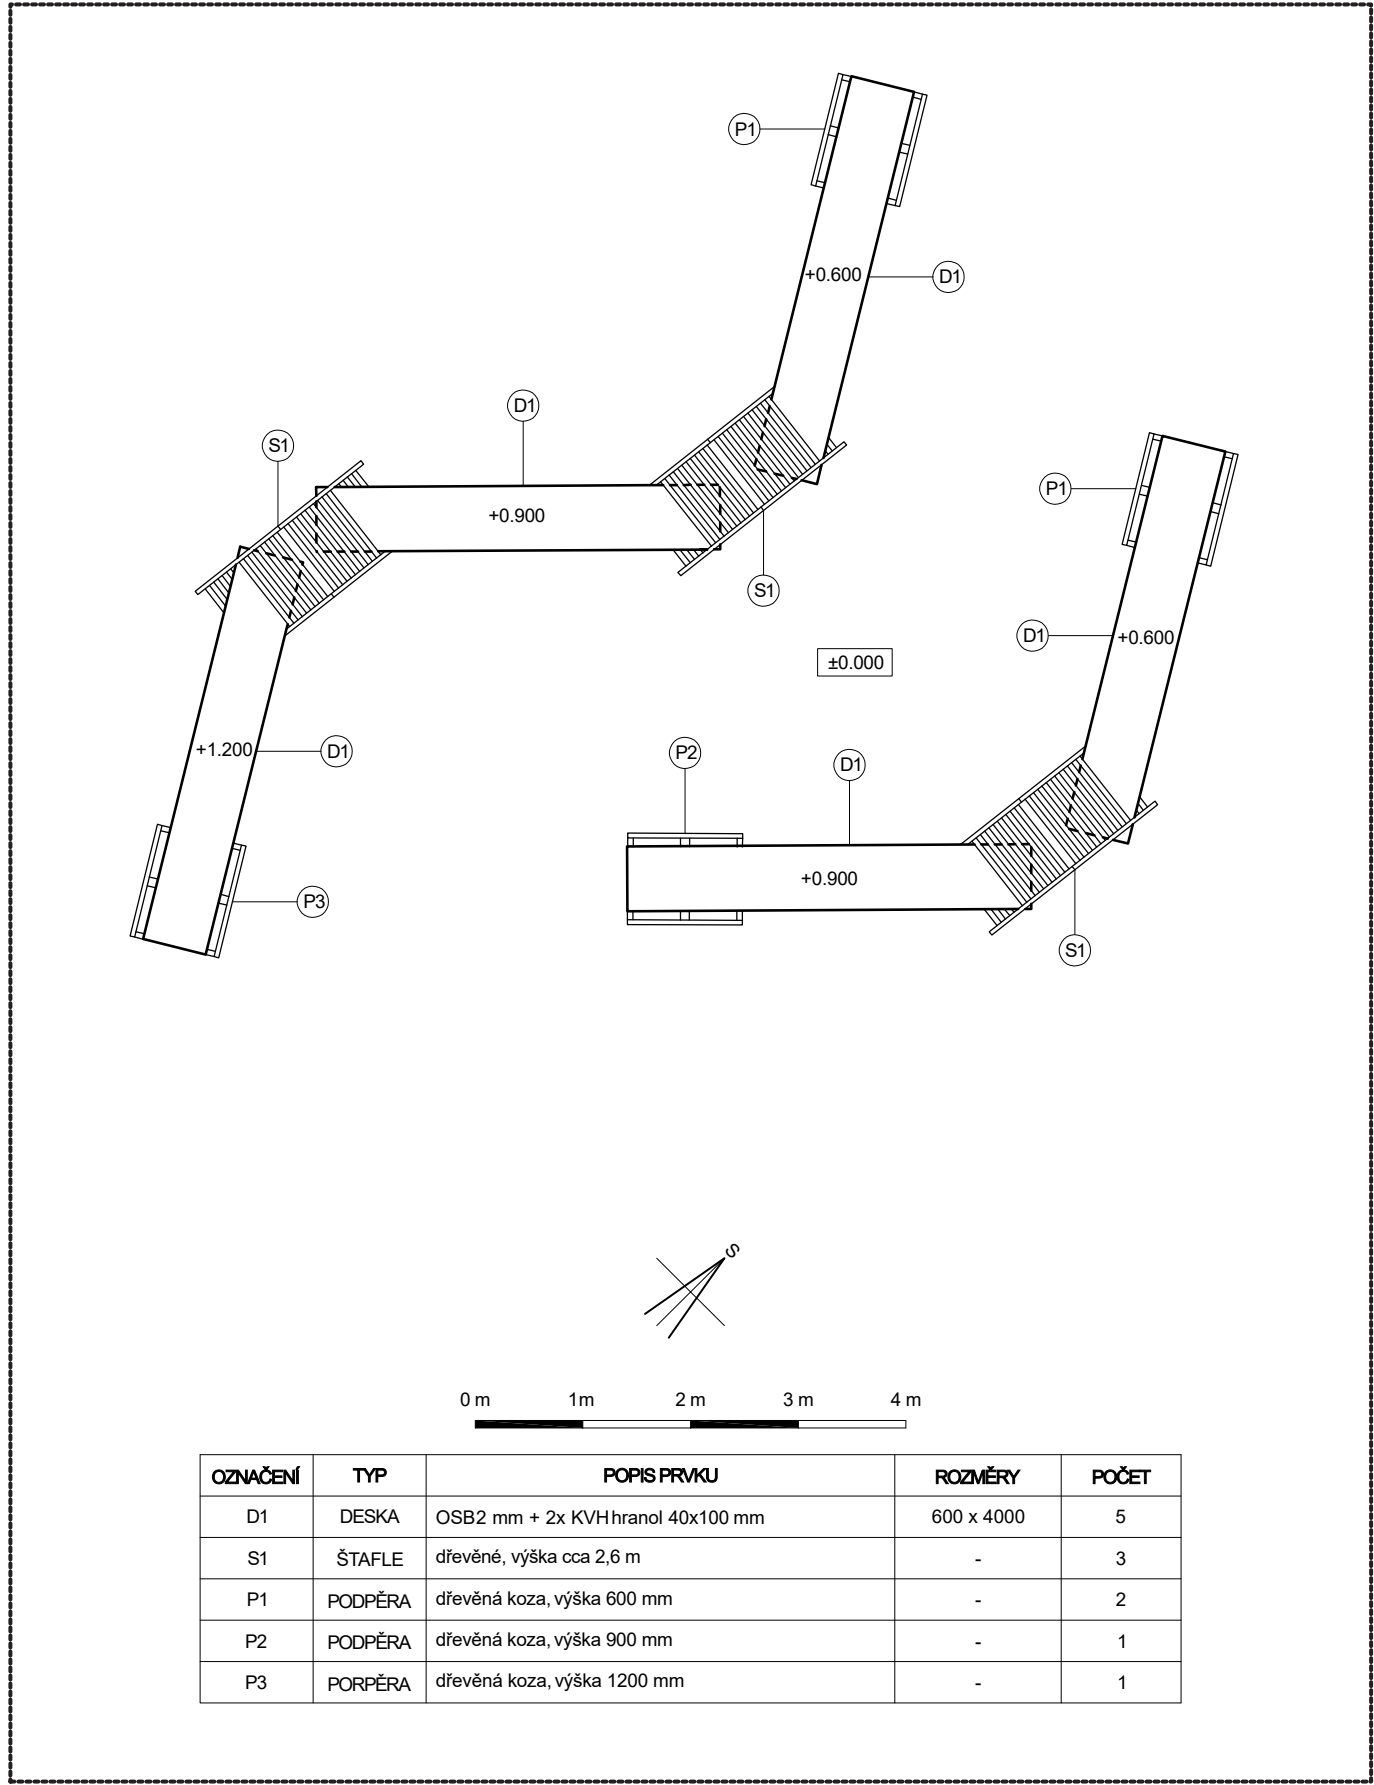 P1
+0.600
D1
D1
S1
P1
+0.900
S1
D1
+0.600
±0.000
+1.200
D1
P2
D1
+0.900
P3
S1
S
0 m 1m 2 m 3 m 4 m
OZNAČENÍ TYP POPIS PRVKU ROZMĚRY POČET
D1 DESKA OSB2 mm + 2x KVH hranol 40x100 mm 600 x 4000 5
S1 ŠTAFLE dřevěné, výška cca 2,6 m - 3
P1 PODPĚRA dřevěná koza, výška 600 mm - 2
P2 PODPĚRA dřevěná koza, výška 900 mm - 1
P3 PORPĚRA dřevěná koza, výška 1200 mm - 1